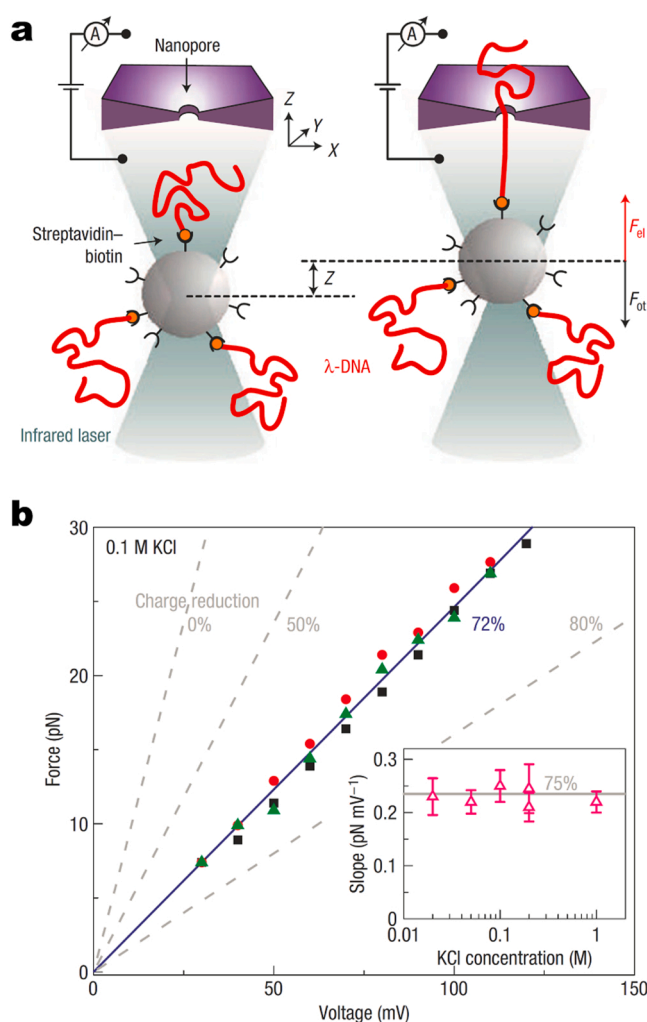 a
A
Nanopore
Z
Y
X
A
Streptavidin–
biotin
Z
Fel
Fot
λ-DNA
Infrared laser
b
30
20
10
0
Force (pN)
0.1 M KCl
Charge reduction
0%
50%
72%
80%
0.3
0.2
0.1
0
Slope (pN mV−1)
75%
0.01
0.1
1
KCl concentration (M)
0
50
100
150
Voltage (mV)